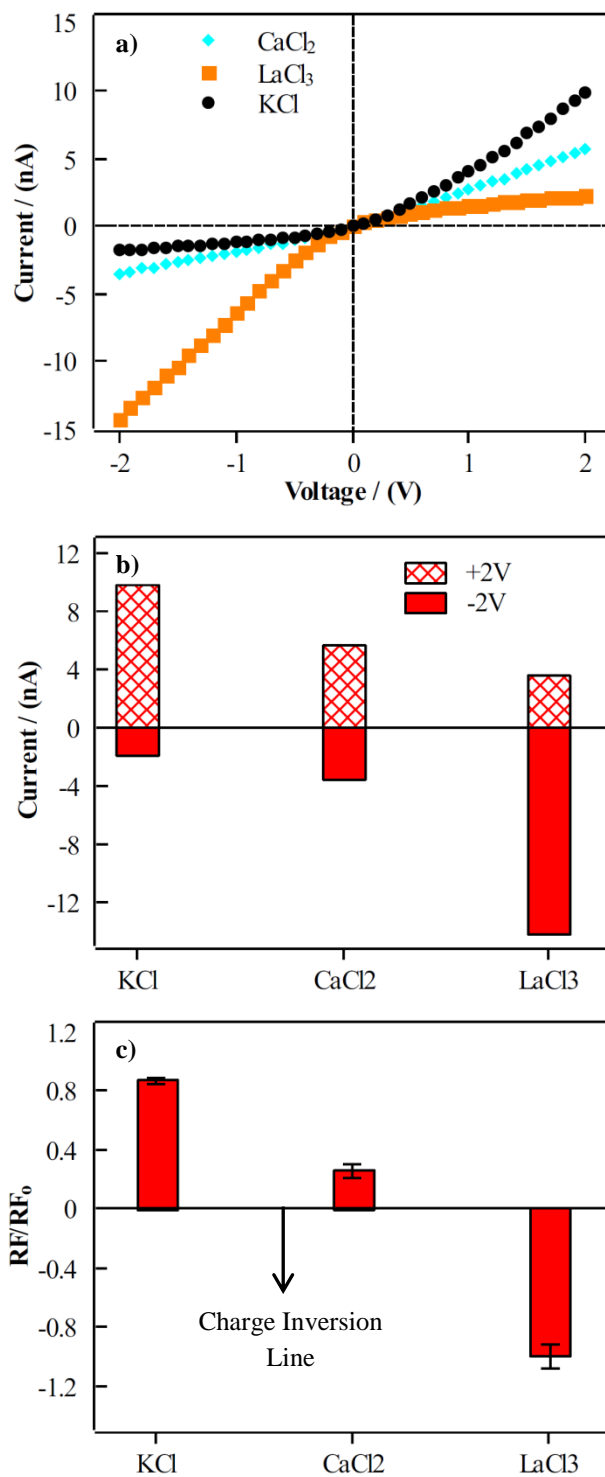 a)
CaCl₂
LaCl₃
KCl
15
10
5
0
-5
-10
-15
Current / (nA)
-2 -1 0 1 2
Voltage / (V)
b)
+2V
-2V
12
8
4
0
-4
-8
-12
Current / (nA)
KCl CaCl2 LaCl3
c)
1.2
0.8
0.4
0
-0.4
-0.8
-1.2
RF/RFₒ
Charge Inversion
Line
KCl CaCl2 LaCl3